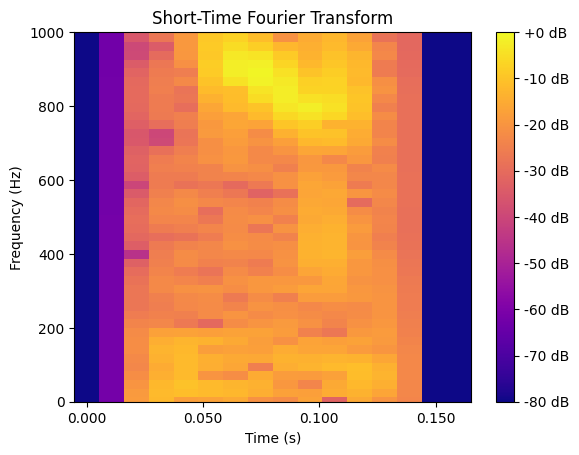 Short-Time Fourier Transform
1000
800
600
400
200
0
Frequency (Hz)
0.000
0.050
0.100
0.150
Time (s)
+0 dB
-10 dB
-20 dB
-30 dB
-40 dB
-50 dB
-60 dB
-70 dB
-80 dB